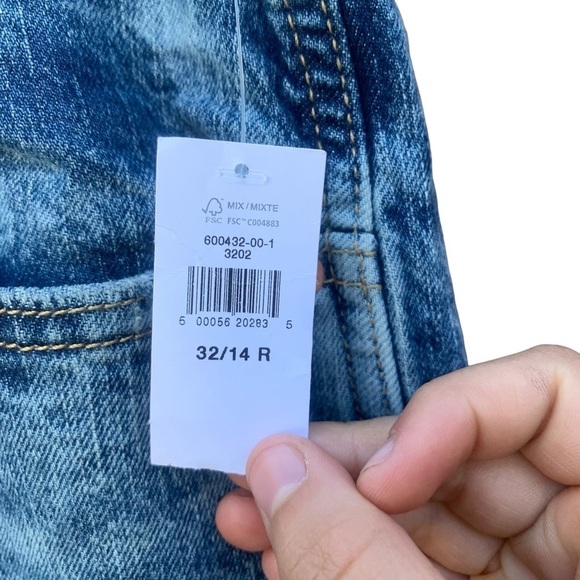 MIX / MIXTE
FSC FSC™ C004883
600432-00-1
3202
5 00056 20283 5
32/14 R